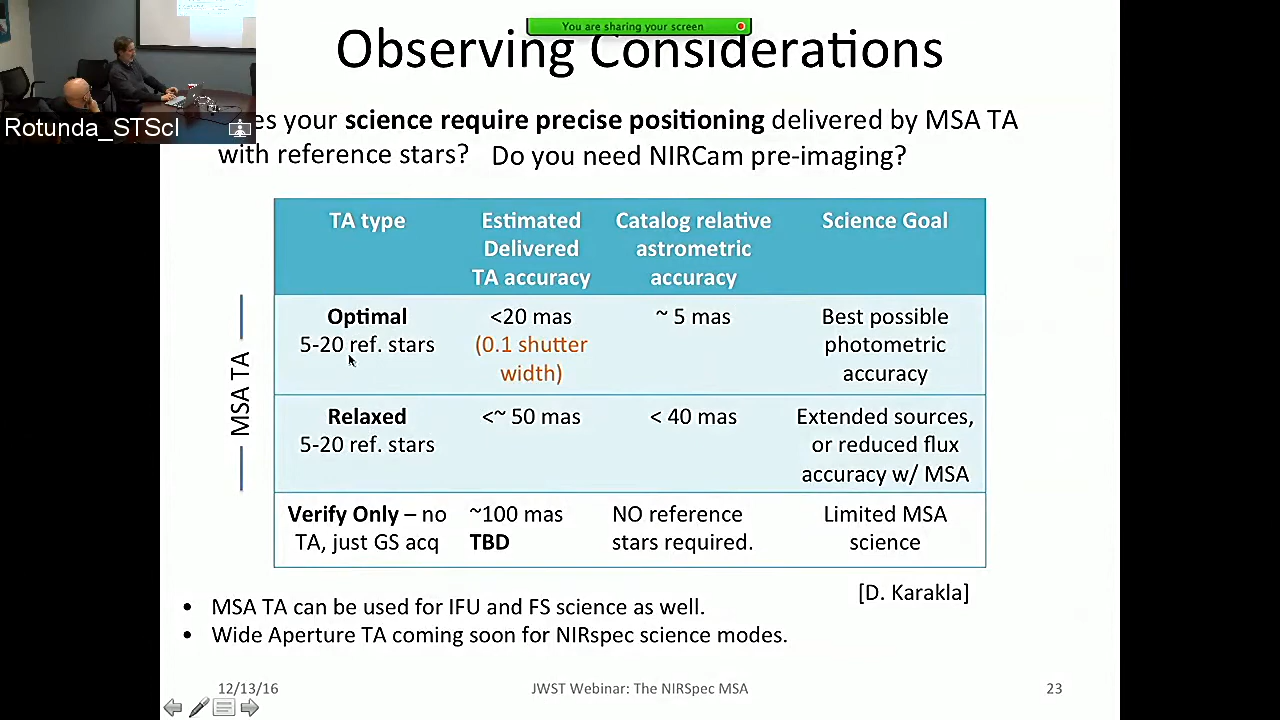 You are sharing your screen
Observing Considerations
Rotunda_STScI
es your science require precise positioning delivered by MSA TA
with reference stars? Do you need NIRCam pre-imaging?
TA type
Estimated
Delivered
TA accuracy
Catalog relative
astrometric
accuracy
Science Goal
MSA TA
Optimal
5-20 ref. stars
<20 mas
(0.1 shutter
width)
~ 5 mas
Best possible
photometric
accuracy
Relaxed
5-20 ref. stars
<~ 50 mas
< 40 mas
Extended sources,
or reduced flux
accuracy w/ MSA
Verify Only – no
TA, just GS acq
~100 mas
TBD
NO reference
stars required.
Limited MSA
science
[D. Karakla]
• MSA TA can be used for IFU and FS science as well.
• Wide Aperture TA coming soon for NIRspec science modes.
12/13/16
JWST Webinar: The NIRSpec MSA
23